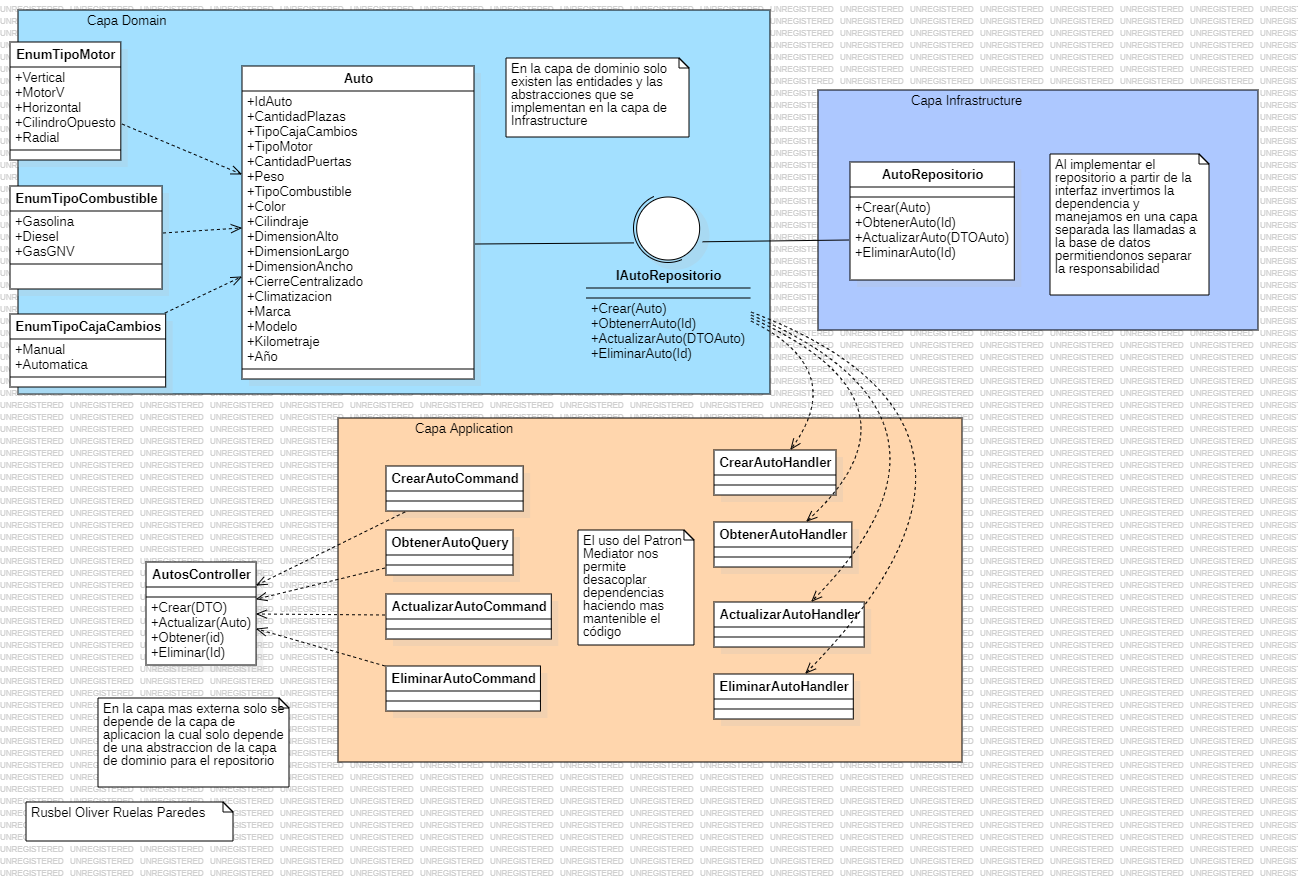 Capa Domain
EnumTipoMotor
+Vertical
+MotorV
+Horizontal
+CilindroOpuesto
+Radial
EnumTipoCombustible
+Gasolina
+Diesel
+GasGNV
EnumTipoCajaCambios
+Manual
+Automatica
Auto
+IdAuto
+CantidadPlazas
+TipoCajaCambios
+TipoMotor
+CantidadPuertas
+Peso
+TipoCombustible
+Color
+Cilindraje
+DimensionAlto
+DimensionLargo
+DimensionAncho
+CierreCentralizado
+Climatizacion
+Marca
+Modelo
+Kilometraje
+Año
En la capa de dominio solo
existen las entidades y las
abstracciones que se
implementan en la capa de
Infrastructure
IAutoRepositorio
+Crear(Auto)
+ObtenerrAuto(Id)
+ActualizarAuto(DTOAuto)
+EliminarAuto(Id)
Capa Infrastructure
AutoRepositorio
+Crear(Auto)
+ObtenerAuto(Id)
+ActualizarAuto(DTOAuto)
+EliminarAuto(Id)
Al implementar el
repositorio a partir de la
interfaz invertimos la
dependencia y
manejamos en una capa
separada las llamadas a
la base de datos
permitiendonos separar
la responsabilidad
Capa Application
CrearAutoCommand
ObtenerAutoQuery
ActualizarAutoCommand
EliminarAutoCommand
El uso del Patron
Mediator nos
permite
desacoplar
dependencias
haciendo mas
mantenible el
código
CrearAutoHandler
ObtenerAutoHandler
ActualizarAutoHandler
EliminarAutoHandler
AutosController
+Crear(DTO)
+Actualizar(Auto)
+Obtener(id)
+Eliminar(Id)
En la capa mas externa solo se
depende de la capa de
aplicacion la cual solo depende
de una abstraccion de la capa
de dominio para el repositorio
Rusbel Oliver Ruelas Paredes
UNREGISTERED